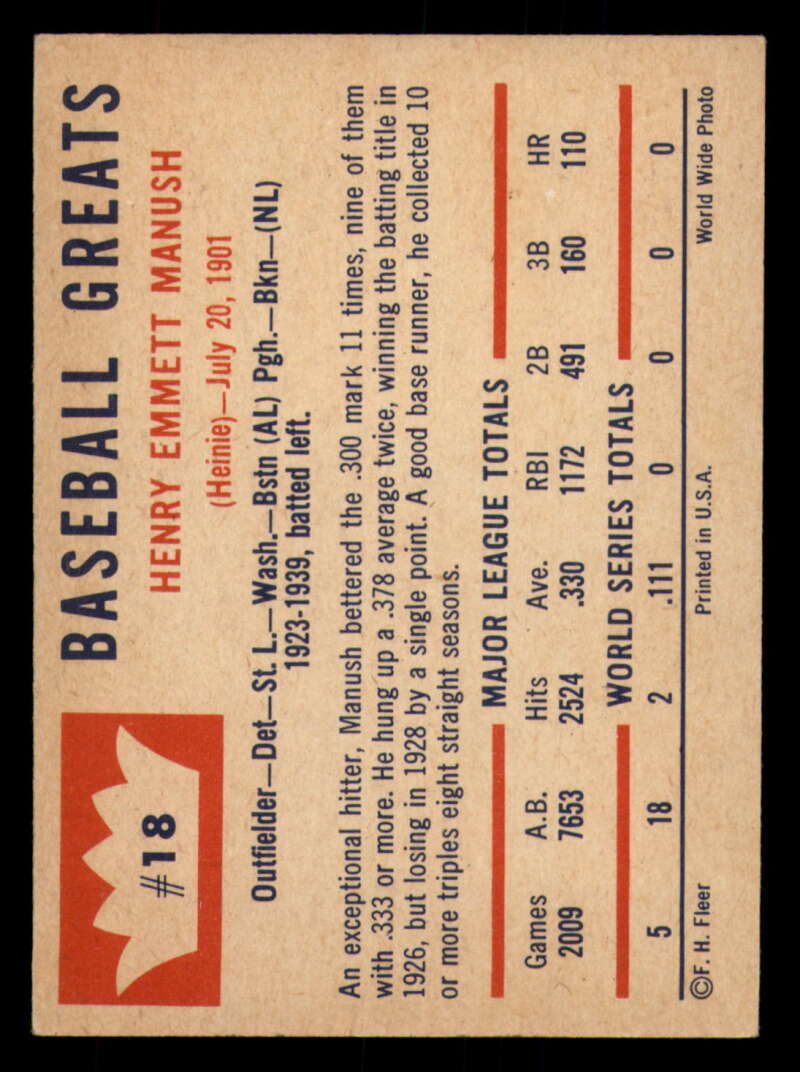 #18
BASEBALL GREATS
HENRY EMMETT MANUSH
(Heinie)—July 20, 1901
Outfielder—Det—St. L.—Wash.—Bstn (AL) Pgh.—Bkn—(NL)
1923-1939, batted left.
An exceptional hitter, Manush bettered the .300 mark 11 times, nine of them
with .333 or more. He hung up a .378 average twice, winning the batting title in
1926, but losing in 1928 by a single point. A good base runner, he collected 10
or more triples eight straight seasons.
MAJOR LEAGUE TOTALS
Games A.B. Hits Ave. RBI 2B 3B HR
2009 7653 2524 .330 1172 491 160 110
WORLD SERIES TOTALS
5 18 2 .111 0 0 0 0
©F. H. Fleer Printed in U.S.A. World Wide Photo